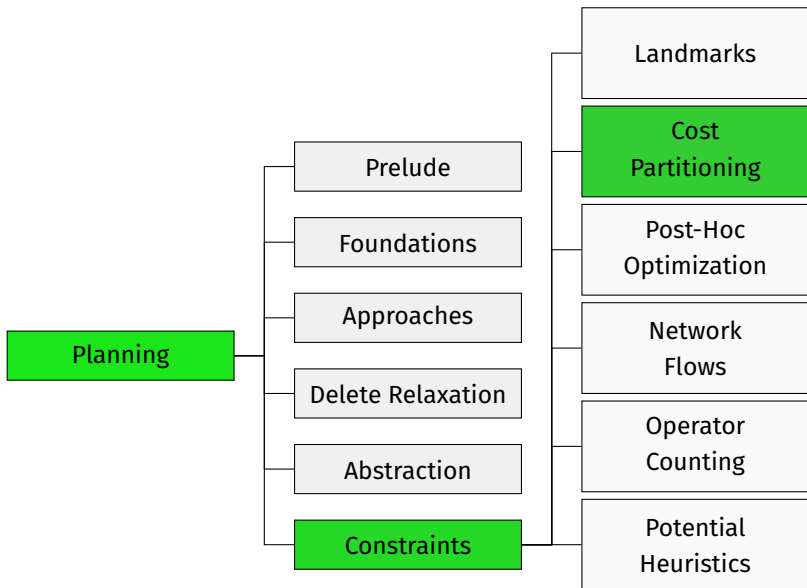 Planning
Prelude
Foundations
Approaches
Delete Relaxation
Abstraction
Constraints
Landmarks
Cost
Partitioning
Post-Hoc
Optimization
Network
Flows
Operator
Counting
Potential
Heuristics